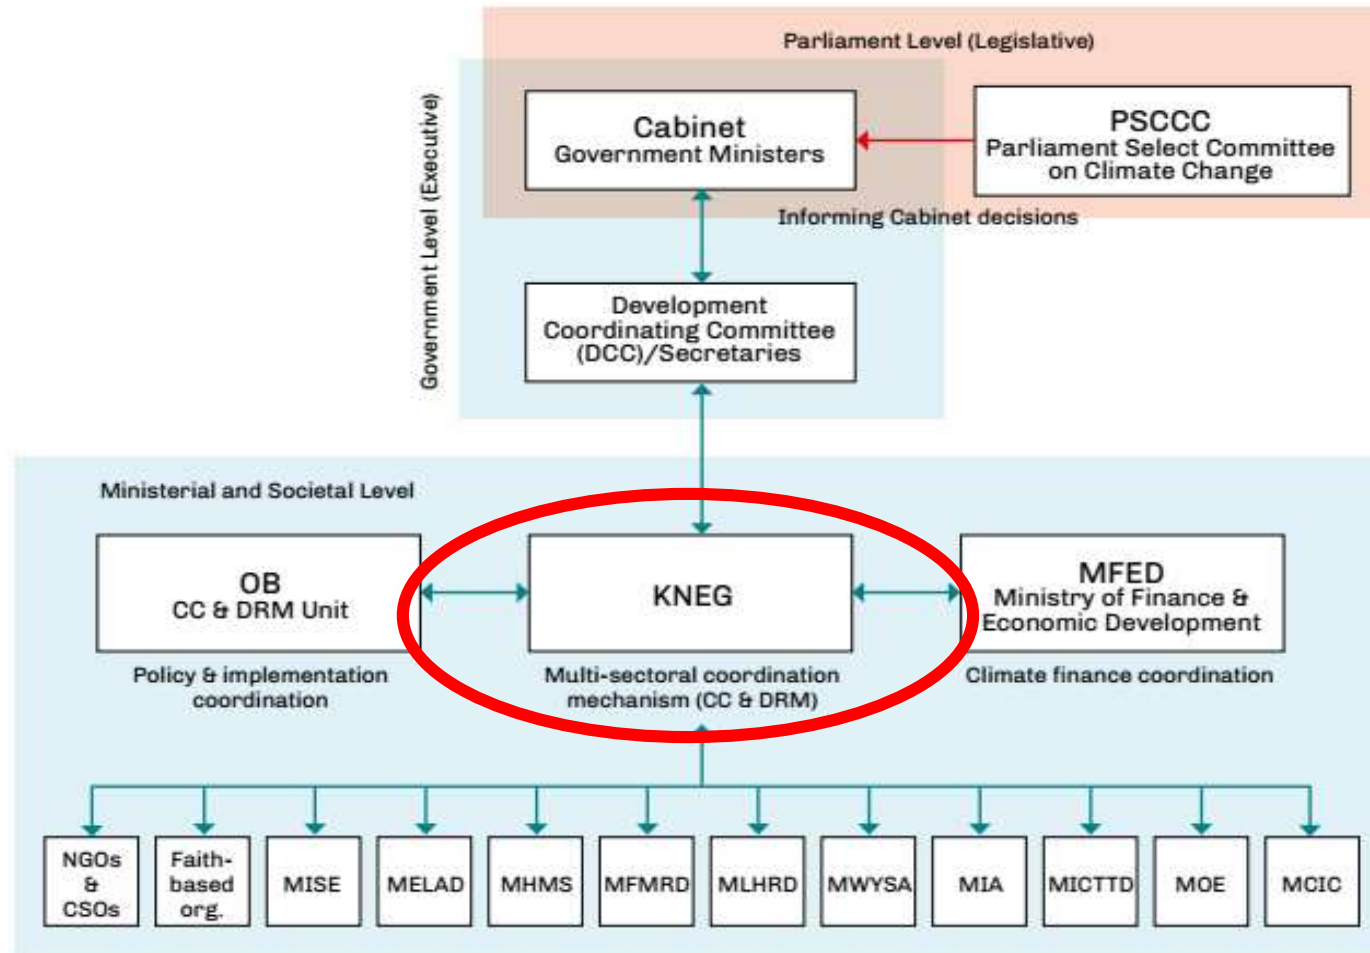 Parliament Level (Legislative)
Government Level (Executive)
Cabinet
Government Ministers
PSCCC
Parliament Select Committee
on Climate Change
Informing Cabinet decisions
Development
Coordinating Committee
(DCC)/Secretaries
Ministerial and Societal Level
OB
CC & DRM Unit
Policy & implementation
coordination
KNEG
Multi-sectoral coordination
mechanism (CC & DRM)
MFED
Ministry of Finance &
Economic Development
Climate finance coordination
NGOs
&
CSOs
Faith-
based
org.
MISE
MELAD
MHMS
MFMRD
MLHRD
MWYSA
MIA
MICTTD
MOE
MCIC